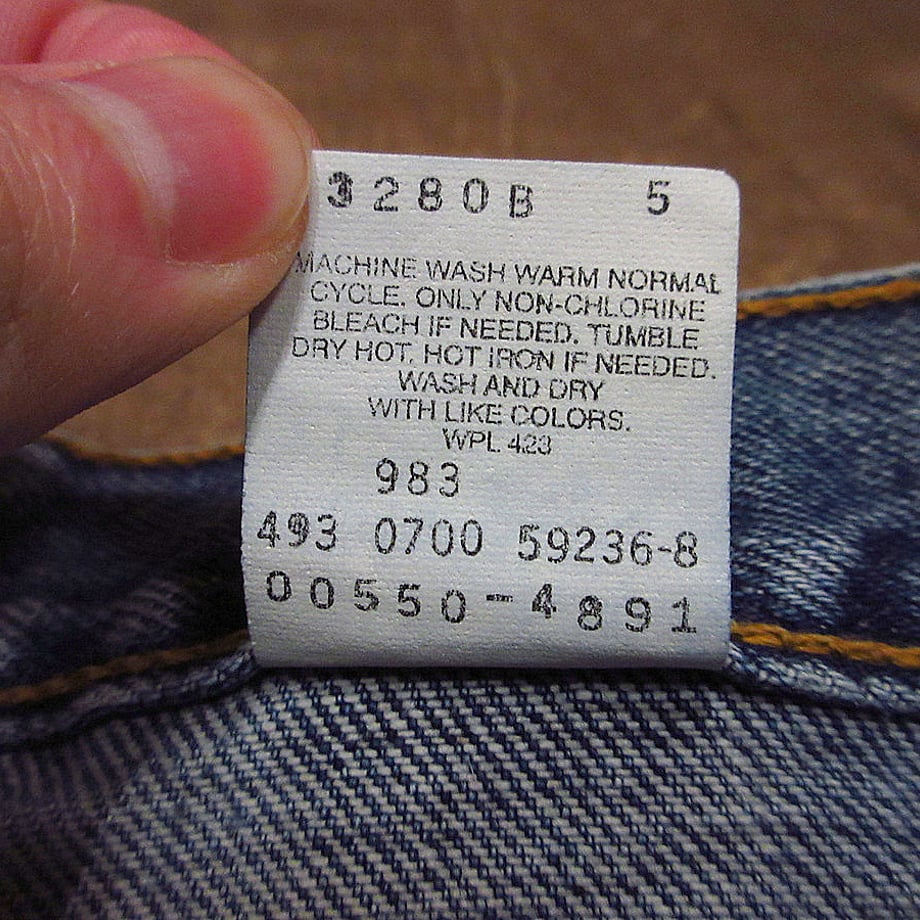 3280B 5
MACHINE WASH WARM NORMAL
CYCLE. ONLY NON-CHLORINE
BLEACH IF NEEDED. TUMBLE
DRY HOT. HOT IRON IF NEEDED.
WASH AND DRY
WITH LIKE COLORS.
WPL 423
983
493 0700 59236-8
00550-4891